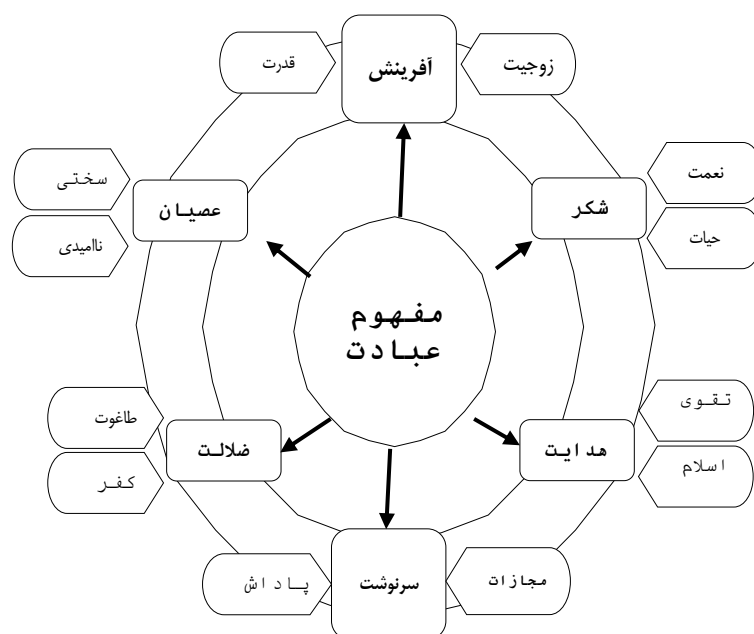 قدرت
آفرینش
زوجیت
سختی
ناامیدی
عصیان
شکر
نعمت
حیات
مفهوم
عبادت
طاغوت
کفر
ضلالت
هدایت
تقوی
اسلام
پاداش
سرنوشت
مجازات